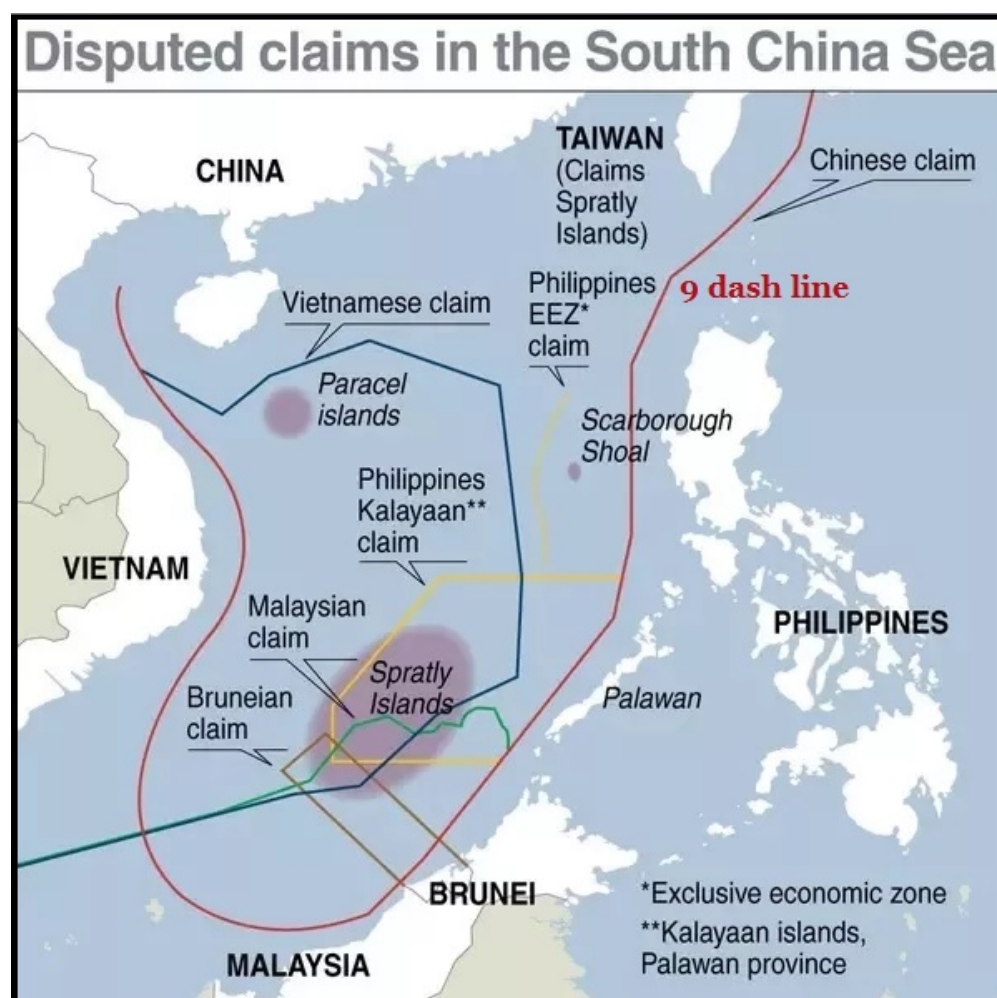 Disputed claims in the South China Sea
TAIWAN
(Claims
Spratly
Islands)
Chinese claim
CHINA
9 dash line
Philippines
EEZ*
claim
Vietnamese claim
Paracel
islands
Scarborough
Shoal
Philippines
Kalayaan**
claim
VIETNAM
Malaysian
claim
PHILIPPINES
Spratly
Islands
Bruneian
claim
Palawan
BRUNEI
*Exclusive economic zone
**Kalayaan islands,
Palawan province
MALAYSIA